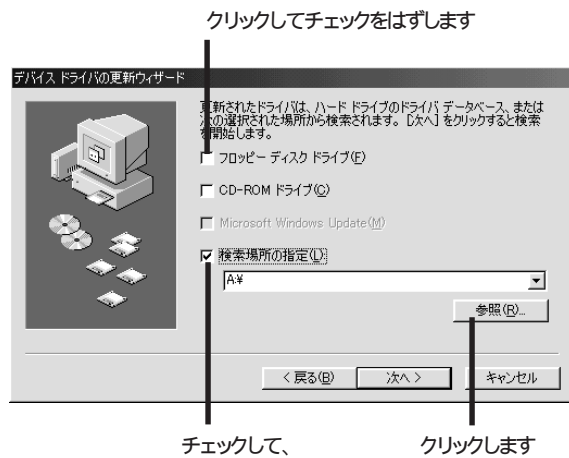 クリックしてチェックをはずします
デバイス ドライバの更新ウィザード
更新されたドライバは、ハード ドライブのドライバ データベース、または
次の選択された場所から検索されます。[次へ] をクリックすると検索
を開始します。
フロッピー ディスク ドライブ(F)
CD-ROM ドライブ(C)
Microsoft Windows Update(M)
検索場所の指定(L):
A:¥
参照(R)...
< 戻る(B)
次へ >
キャンセル
チェックして、
クリックします